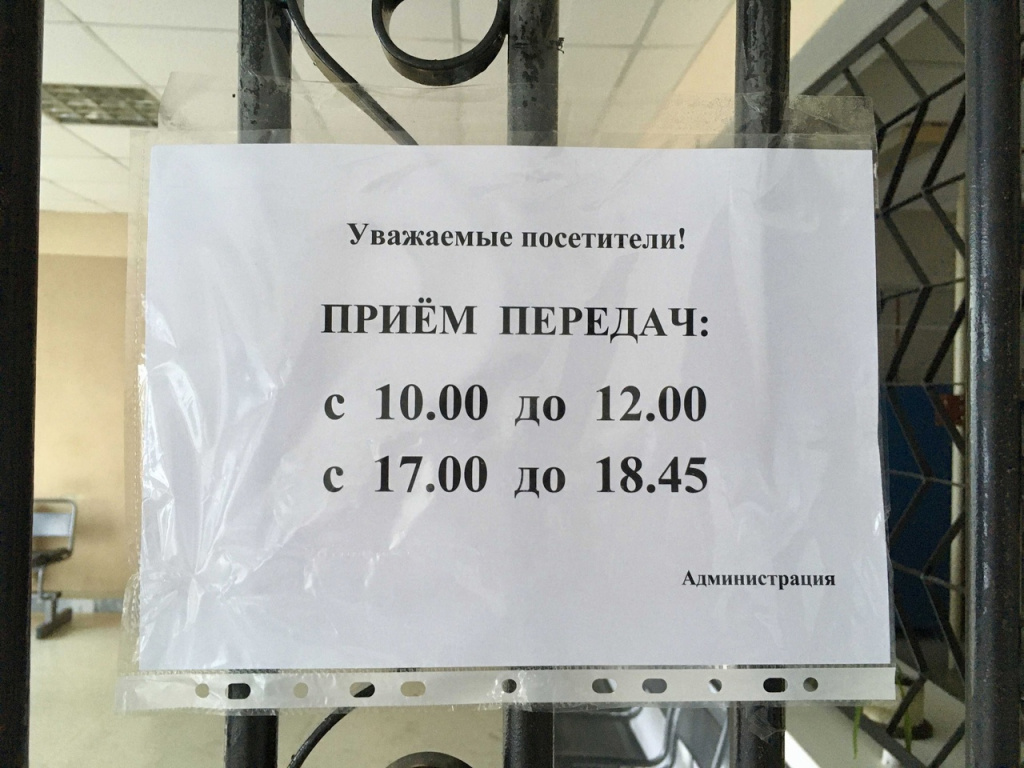 Уважаемые посетители!
ПРИЁМ ПЕРЕДАЧ:
с 10.00 до 12.00
с 17.00 до 18.45
Администрация